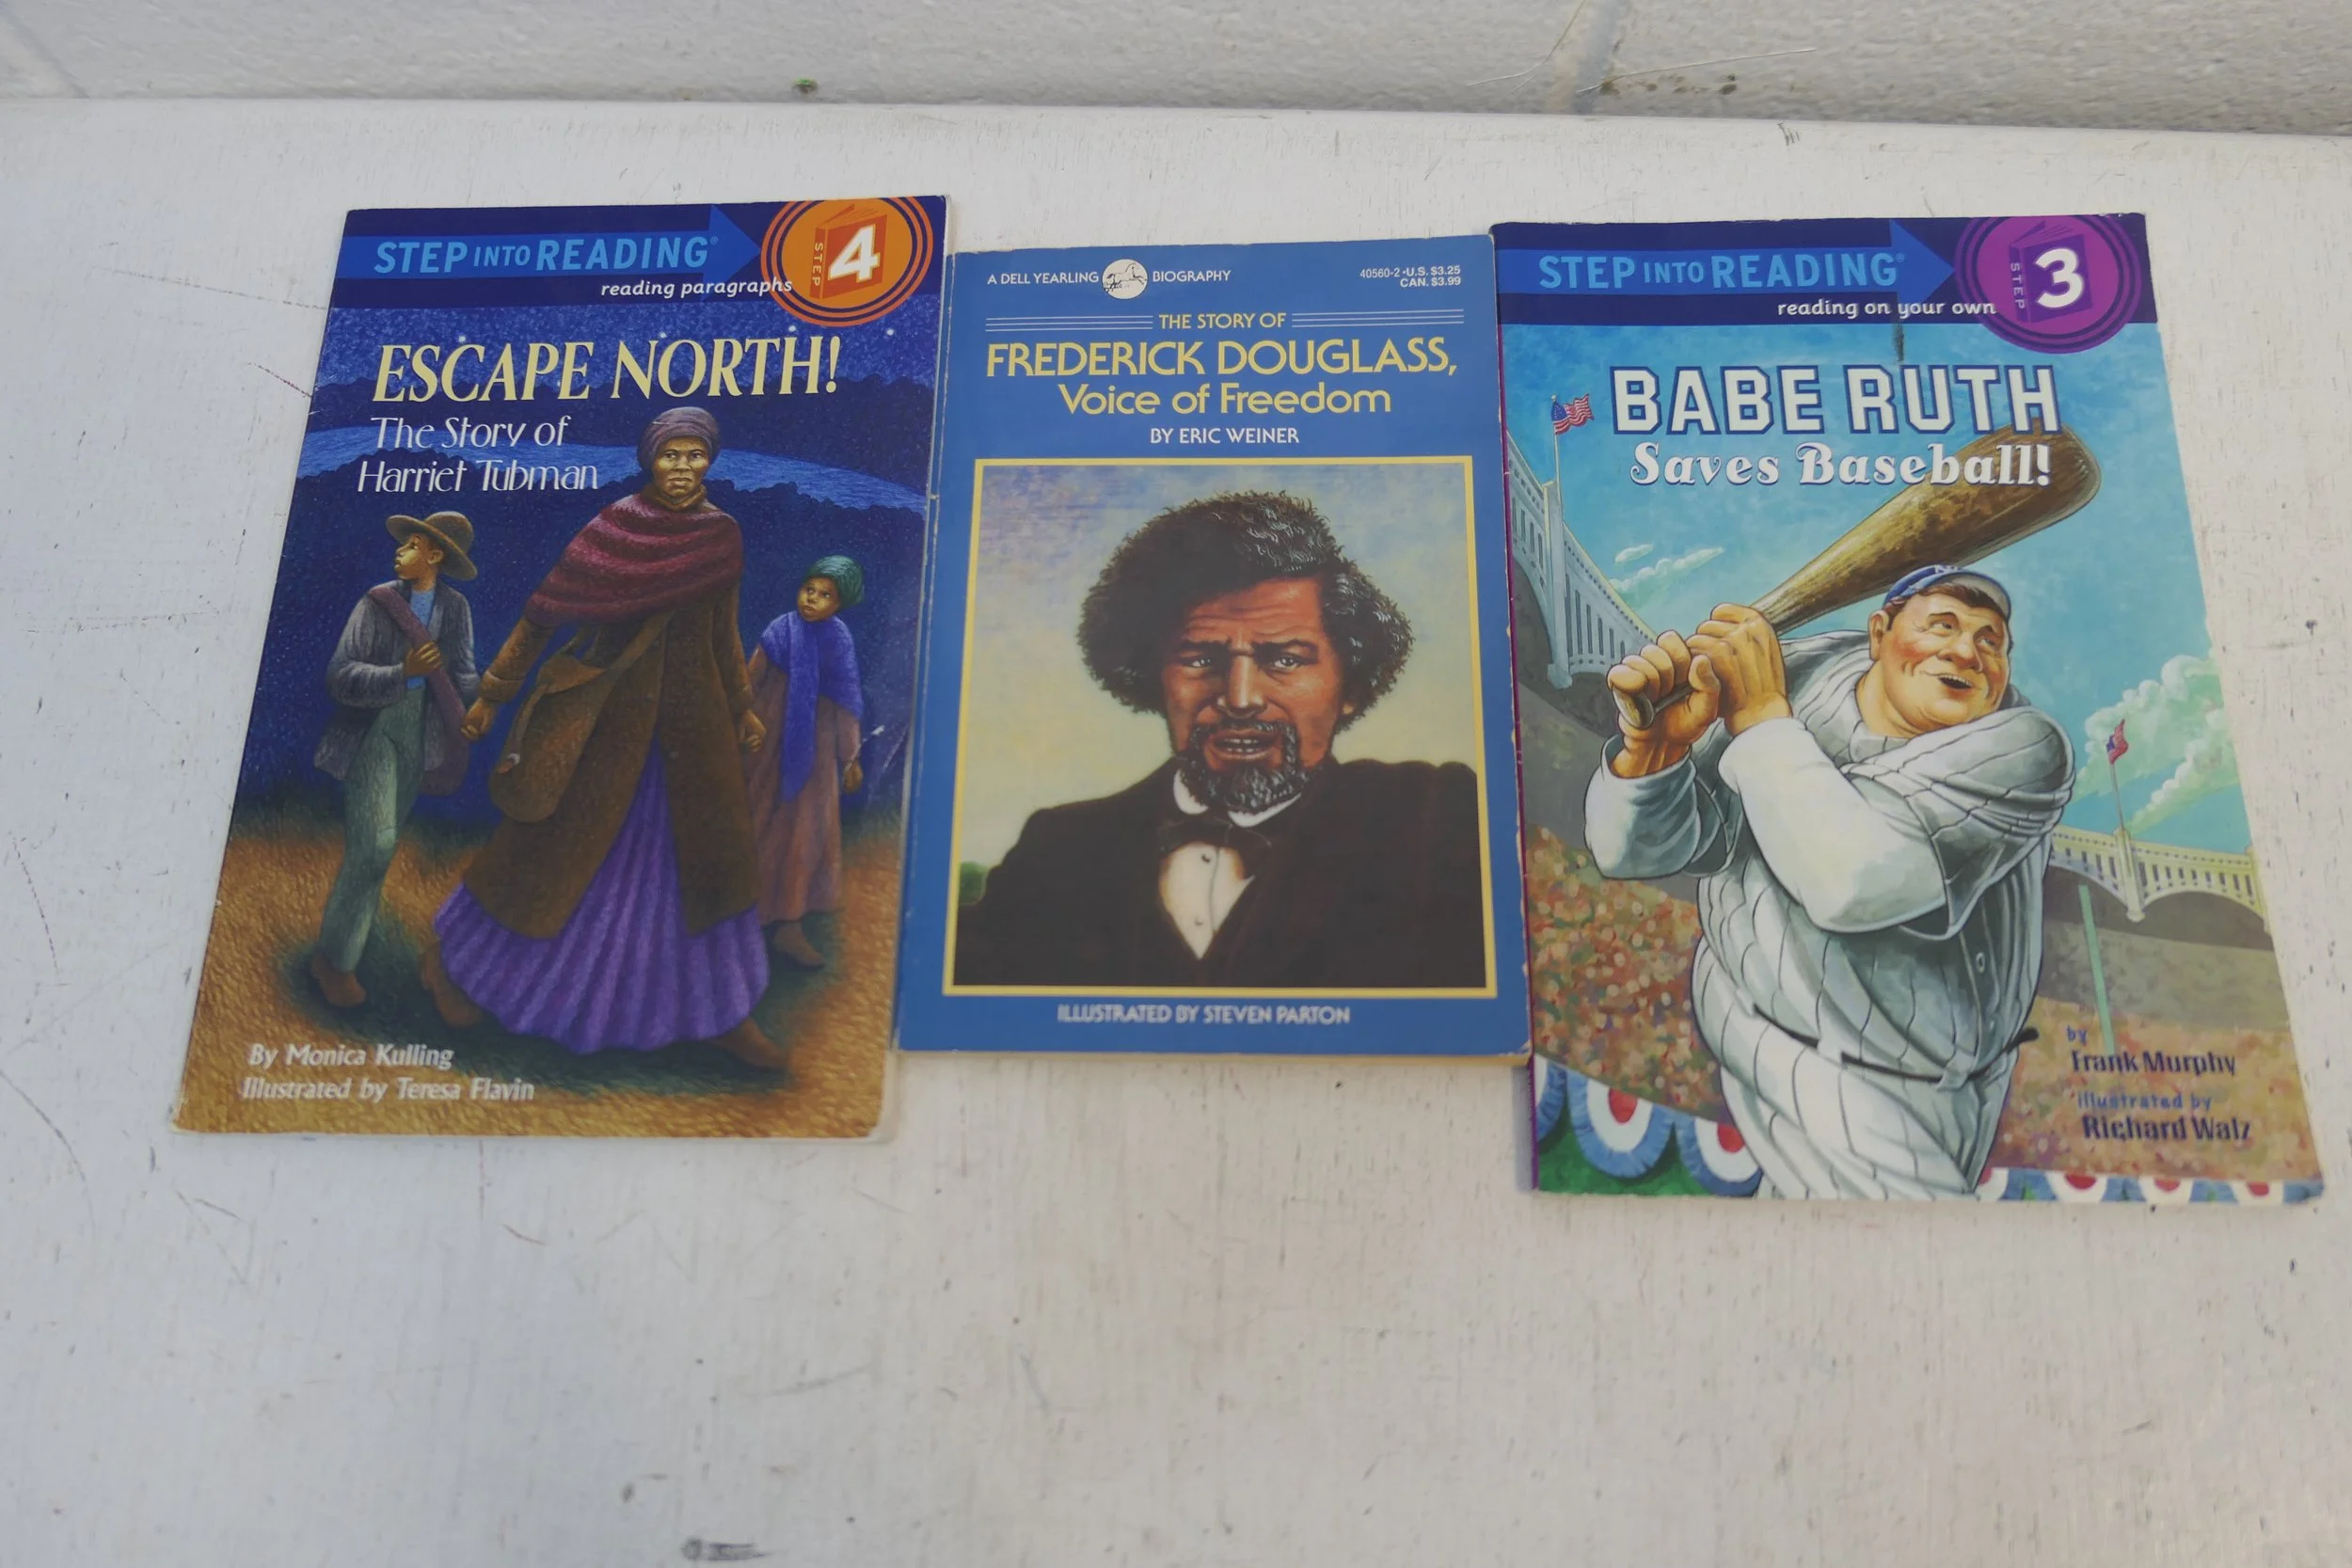 STEP INTO READING®
STEP 4
reading paragraphs
ESCAPE NORTH!
The Story of
Harriet Tubman
By Monica Kulling
Illustrated by Teresa Flavin
A DELL YEARLING BIOGRAPHY
40560-2 • U.S. $3.25
CAN. $3.99
THE STORY OF
FREDERICK DOUGLASS,
Voice of Freedom
BY ERIC WEINER
ILLUSTRATED BY STEVEN PARTON
STEP INTO READING®
STEP 3
reading on your own
BABE RUTH
Saves Baseball!
by
Frank Murphy
illustrated by
Richard Walz